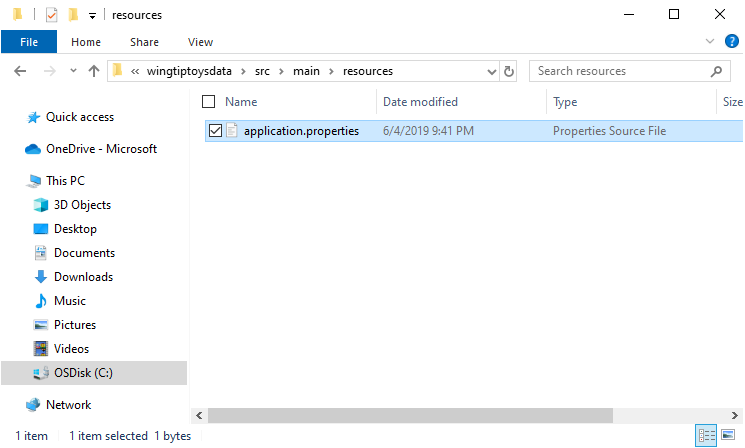 resources
File Home Share View
« wingtiptoysdata › src › main › resources Search resources
Name Date modified Type Size
application.properties 6/4/2019 9:41 PM Properties Source File
Quick access
OneDrive - Microsoft
This PC
3D Objects
Desktop
Documents
Downloads
Music
Pictures
Videos
OSDisk (C:)
Network
1 item 1 item selected 1 bytes